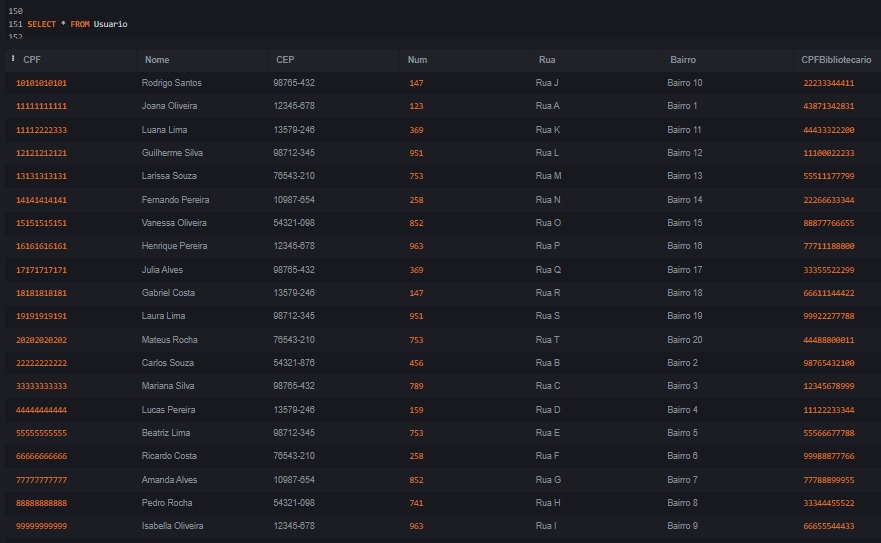 150
151 SELECT * FROM Usuario
152
CPF Nome CEP Num Rua Bairro CPFBibliotecario
10101010101 Rodrigo Santos 98765-432 147 Rua J Bairro 10 22233344411
11111111111 Joana Oliveira 12345-678 123 Rua A Bairro 1 43871342831
11112222333 Luana Lima 13579-246 369 Rua K Bairro 11 44433322200
12121212121 Guilherme Silva 98712-345 951 Rua L Bairro 12 11100022233
13131313131 Larissa Souza 76543-210 753 Rua M Bairro 13 55511177799
14141414141 Fernando Pereira 10987-654 258 Rua N Bairro 14 22266633344
15151515151 Vanessa Oliveira 54321-098 852 Rua O Bairro 15 88877766655
16161616161 Henrique Pereira 12345-678 963 Rua P Bairro 16 77711188800
17171717171 Julia Alves 98765-432 369 Rua Q Bairro 17 33355522299
18181818181 Gabriel Costa 13579-246 147 Rua R Bairro 18 66611144422
19191919191 Laura Lima 98712-345 951 Rua S Bairro 19 99922277788
20202020202 Mateus Rocha 76543-210 753 Rua T Bairro 20 44488800011
22222222222 Carlos Souza 54321-876 456 Rua B Bairro 2 98765432100
33333333333 Mariana Silva 98765-432 789 Rua C Bairro 3 12345678999
44444444444 Lucas Pereira 13579-246 159 Rua D Bairro 4 11122233344
55555555555 Beatriz Lima 98712-345 753 Rua E Bairro 5 55566677788
66666666666 Ricardo Costa 76543-210 258 Rua F Bairro 6 99988877766
77777777777 Amanda Alves 10987-654 852 Rua G Bairro 7 77788899955
88888888888 Pedro Rocha 54321-098 741 Rua H Bairro 8 33344455522
99999999999 Isabella Oliveira 12345-678 963 Rua I Bairro 9 66655544433